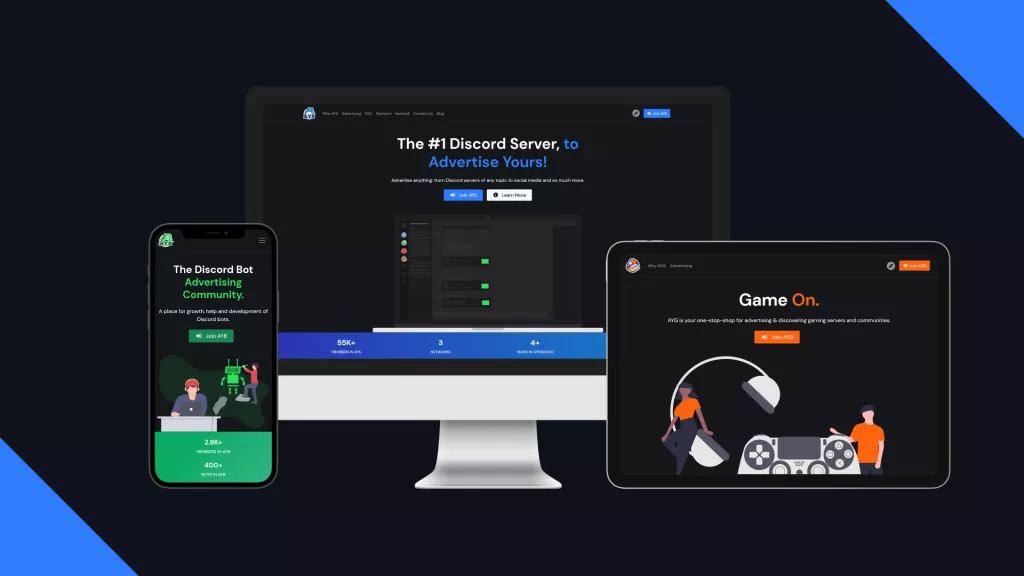 Why AYS Advertising FAQ Premium Network Contact Us Blog
Join AYS
The #1 Discord Server, to
Advertise Yours!
Advertise anything: from Discord servers of any topic to social media and so much more
Join AYS
Learn More
55K+
MEMBERS IN AYS
3
NETWORKS
4+
YEARS IN OPERATION
The Discord Bot
Advertising
Community.
A place for growth, help and development of
Discord bots.
Join AYB
2.9K+
MEMBERS IN AYB
400+
BOTS IN AYB
Why AYG Advertising
Join AYG
Game On.
AYG is your one-stop-shop for advertising & discovering gaming servers and communities.
Join AYG